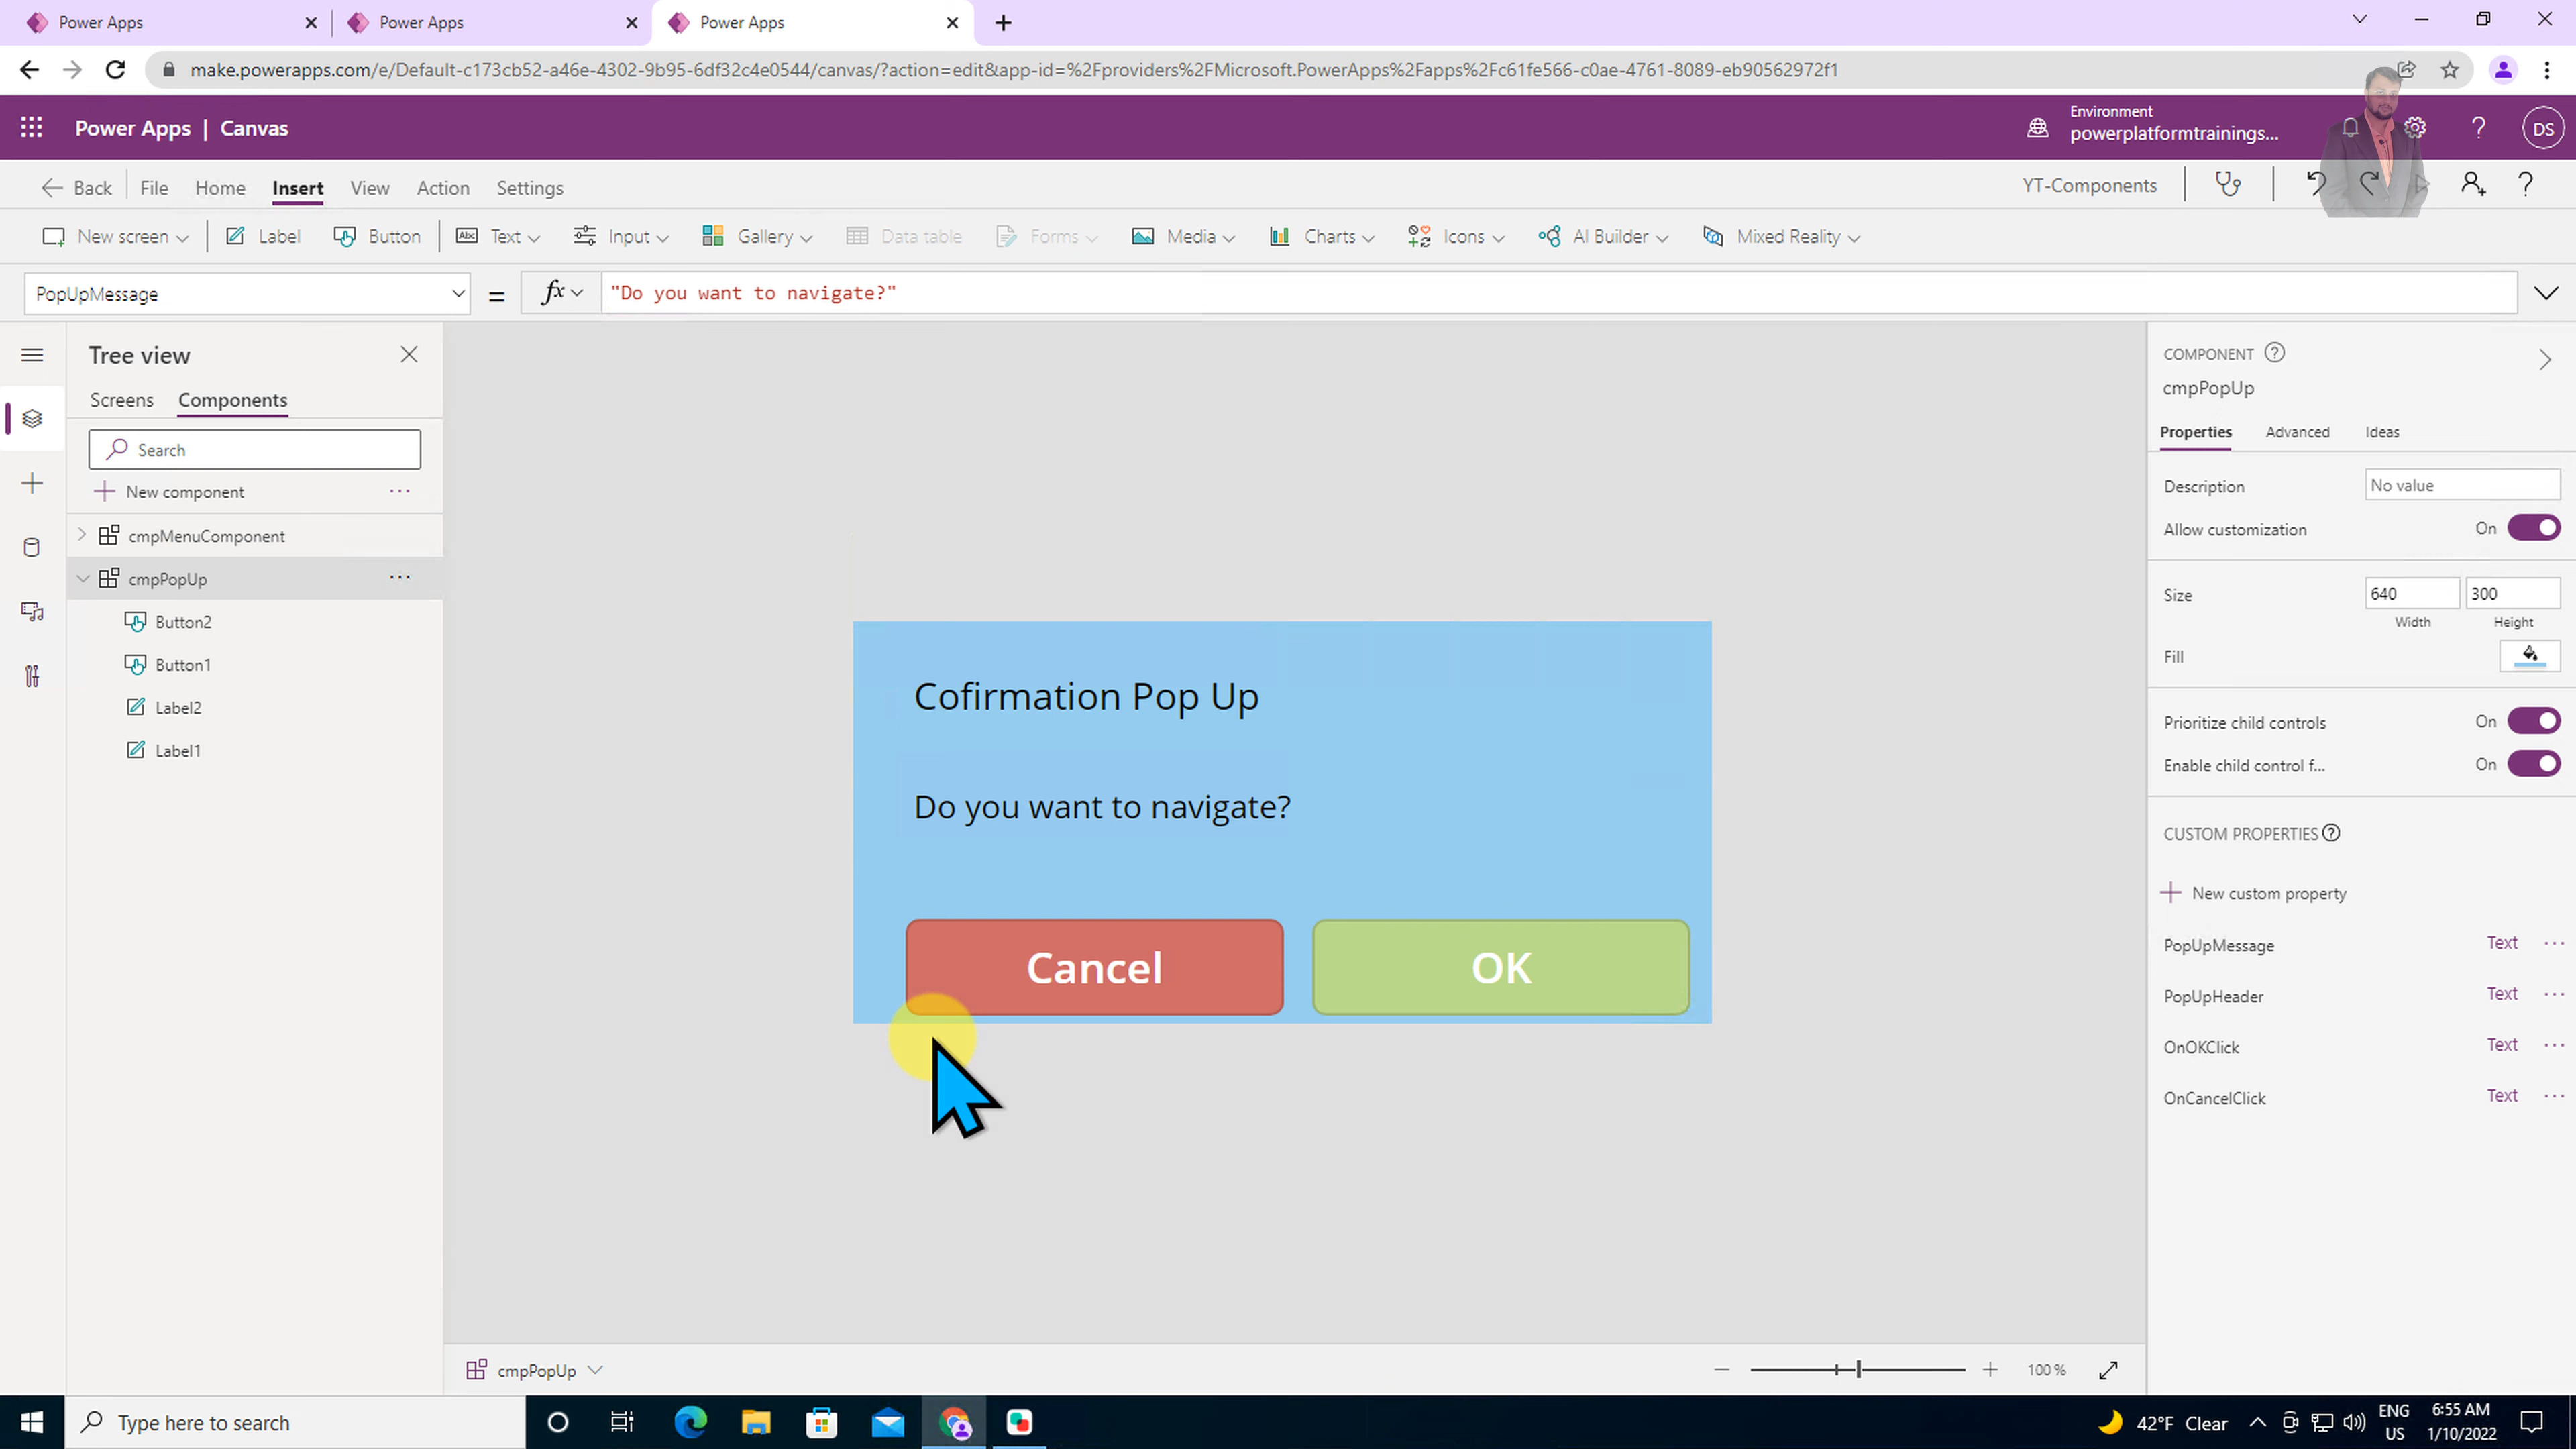 Power Apps
Power Apps
Power Apps
make.powerapps.com/e/Default-c173cb52-a46e-4302-9b95-6df32c4e0544/canvas/?action=edit&app-id=%2Fproviders%2FMicrosoft.PowerApps%2Fapps%2Fc61fe566-c0ae-4761-8089-eb90562972f1
Power Apps | Canvas
Environment
powerplatformtrainings...
DS
Back File Home Insert View Action Settings
YT-Components
New screen Label Button Text Input Gallery Data table Forms Media Charts Icons AI Builder Mixed Reality
PopUpMessage = fx "Do you want to navigate?"
Tree view
Screens Components
Search
New component
cmpMenuComponent
cmpPopUp
Button2
Button1
Label2
Label1
Cofirmation Pop Up
Do you want to navigate?
Cancel OK
COMPONENT
cmpPopUp
Properties Advanced Ideas
Description No value
Allow customization On
Size 640 300
Width Height
Fill
Prioritize child controls On
Enable child control f... On
CUSTOM PROPERTIES
New custom property
PopUpMessage Text
PopUpHeader Text
OnOKClick Text
OnCancelClick Text
cmpPopUp
100 %
Type here to search
42°F Clear
ENG
US
6:55 AM
1/10/2022